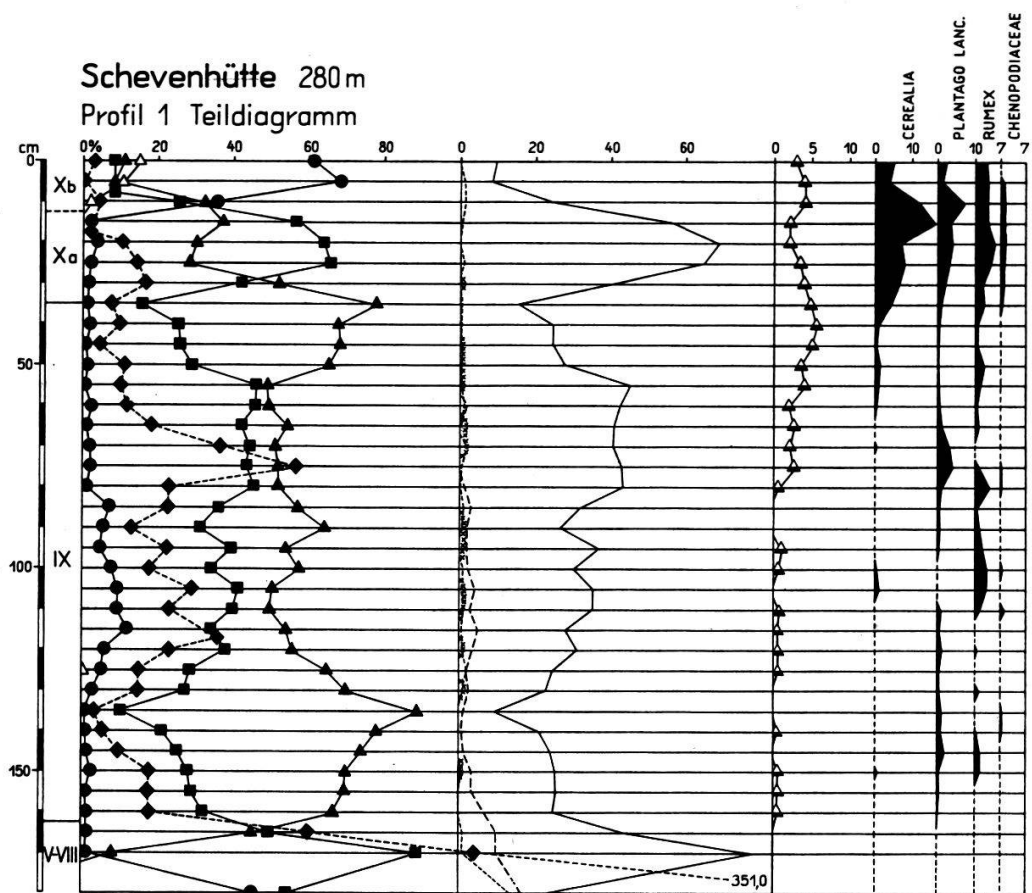 Schevenhütte 280 m
Profil 1 Teildiagramm
CEREALIA
PLANTAGO LANC.
RUMEX
CHENOPODIACEAE
cm 0% 20 40 60 80 0 20 40 60 0 5 10 0 10 0 10 7 7
0
Xb
Xa
50
IX
100
150
V-VIII
351,0